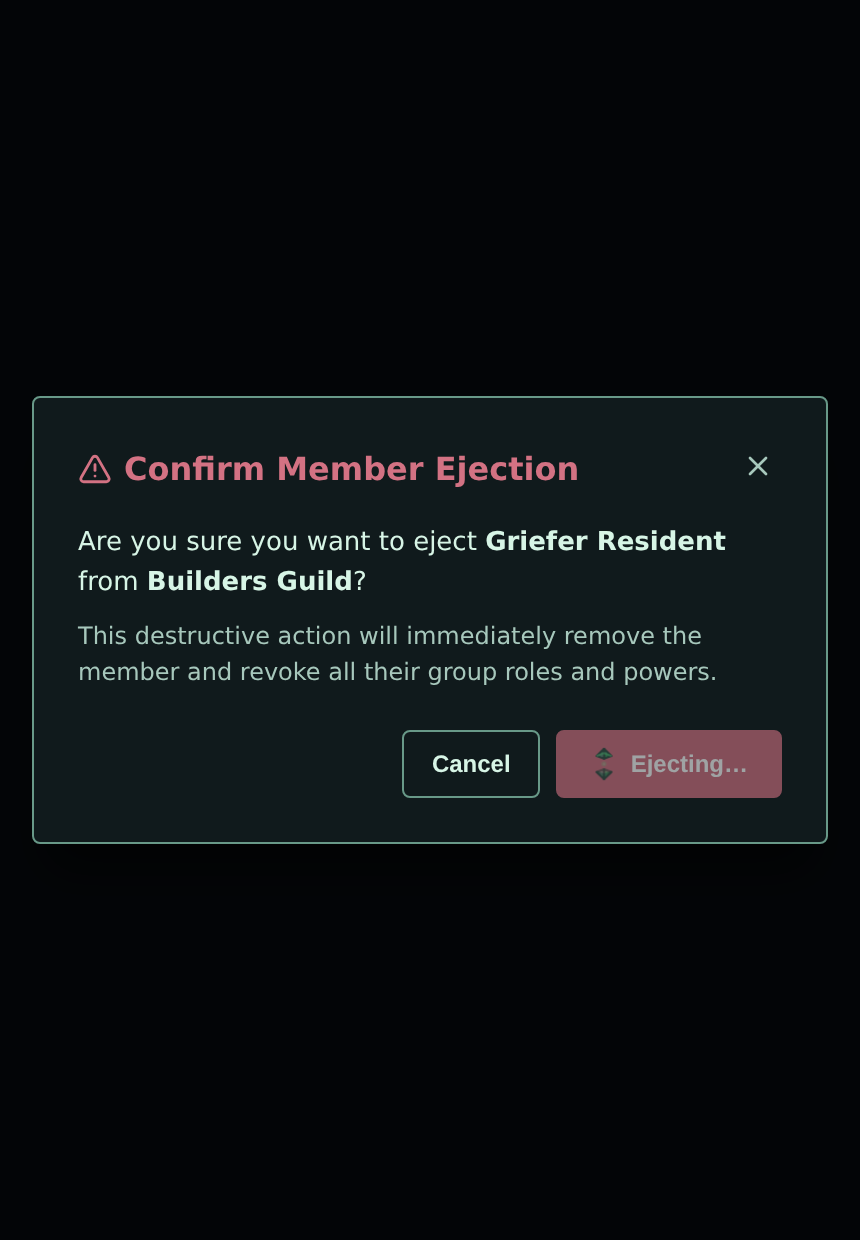 Confirm Member Ejection
Are you sure you want to eject Griefer Resident
from Builders Guild?
This destructive action will immediately remove the
member and revoke all their group roles and powers.
Cancel
Ejecting…